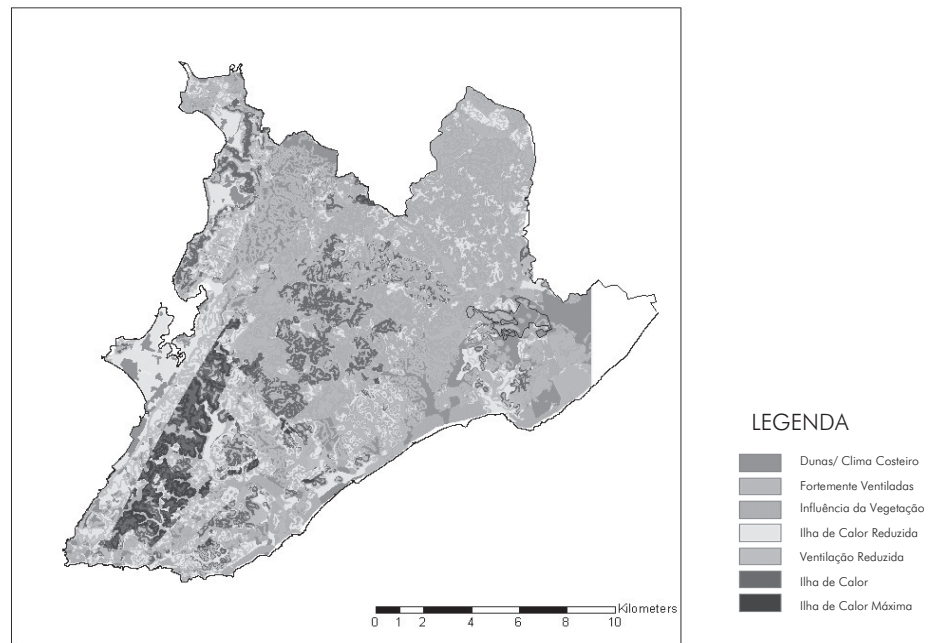 LEGENDA
Dunas/ Clima Costeiro
Fortemente Ventiladas
Influência da Vegetação
Ilha de Calor Reduzida
Ventilação Reduzida
Ilha de Calor
Ilha de Calor Máxima
Kilometers
0 1 2 4 6 8 10